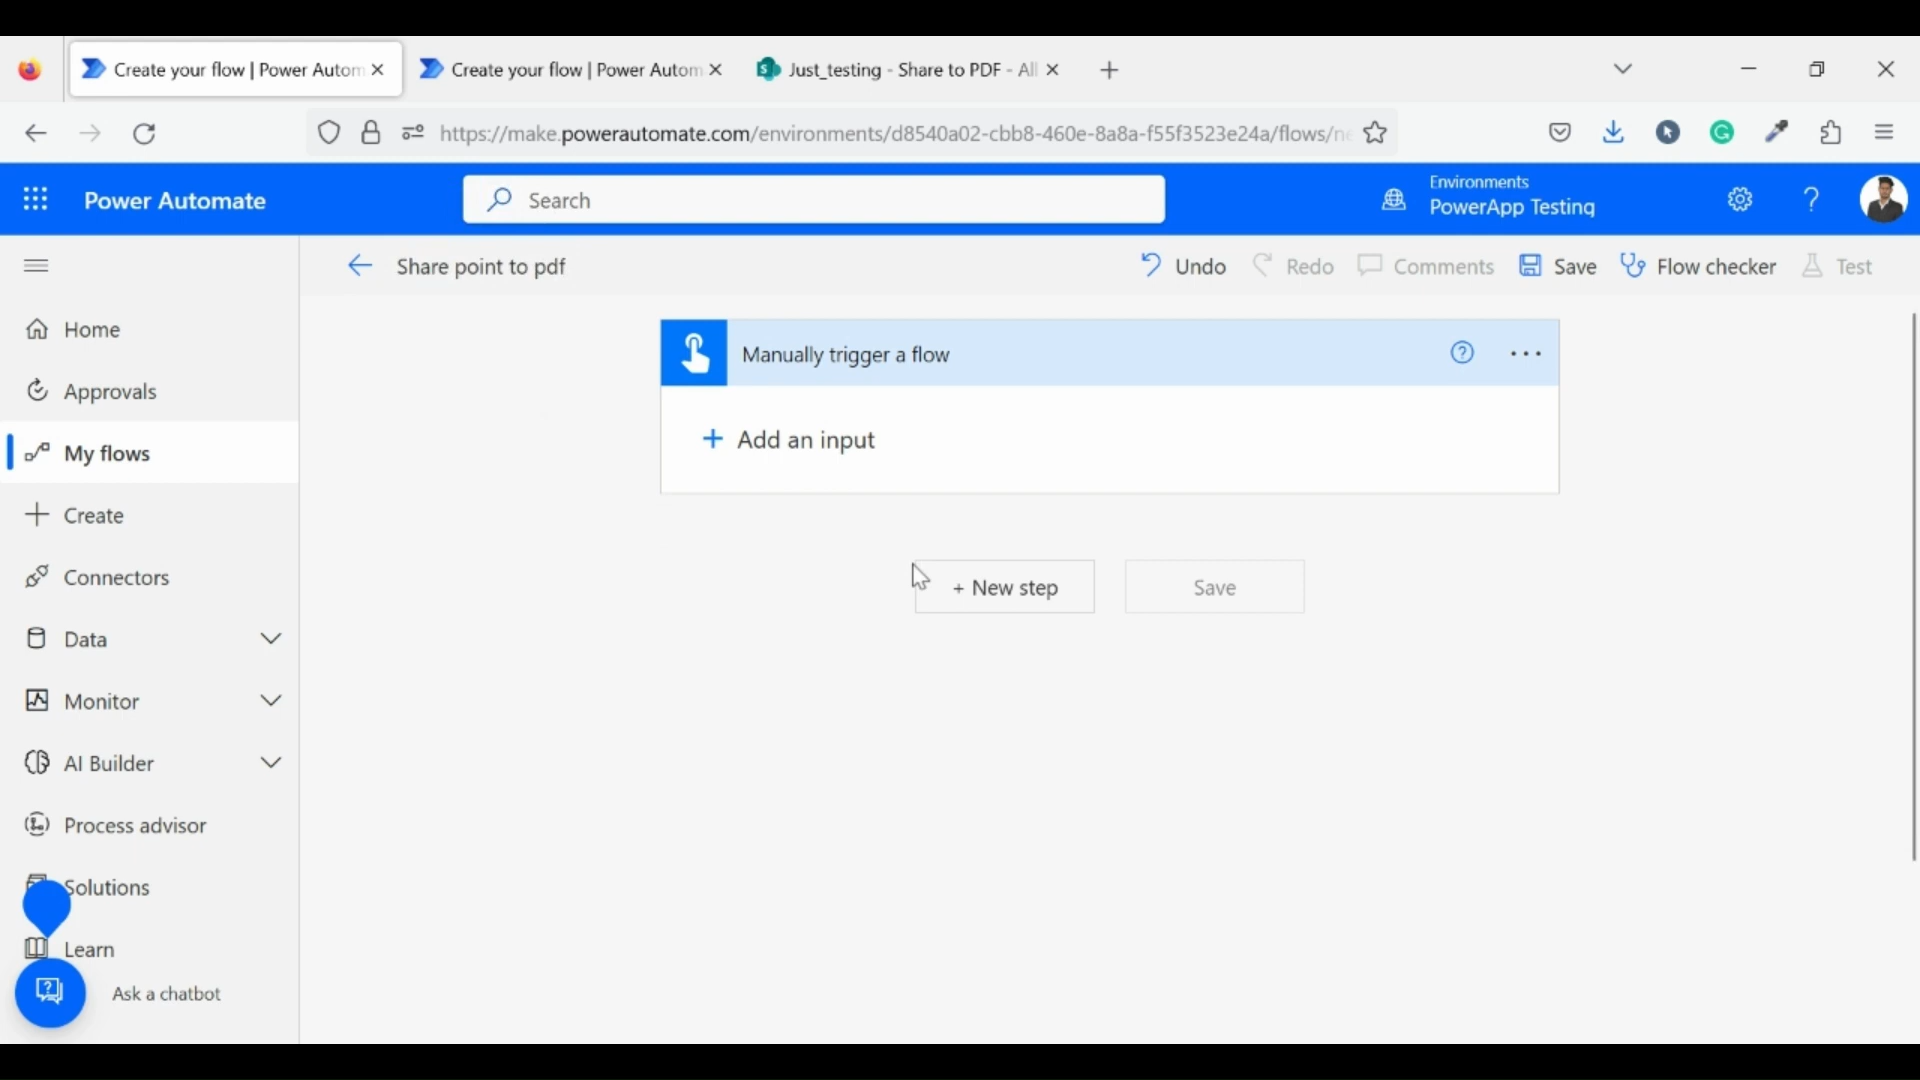 Create your flow | Power Autom
Create your flow | Power Autom
Just_testing - Share to PDF - All
https://make.powerautomate.com/environments/d8540a02-cbb8-460e-8a8a-f55f3523e24a/flows/ne
Power Automate
Search
Environments
PowerApp Testing
Share point to pdf
Undo
Redo
Comments
Save
Flow checker
Test
Home
Approvals
My flows
Create
Connectors
Data
Monitor
AI Builder
Process advisor
Solutions
Learn
Ask a chatbot
Manually trigger a flow
+ Add an input
+ New step
Save